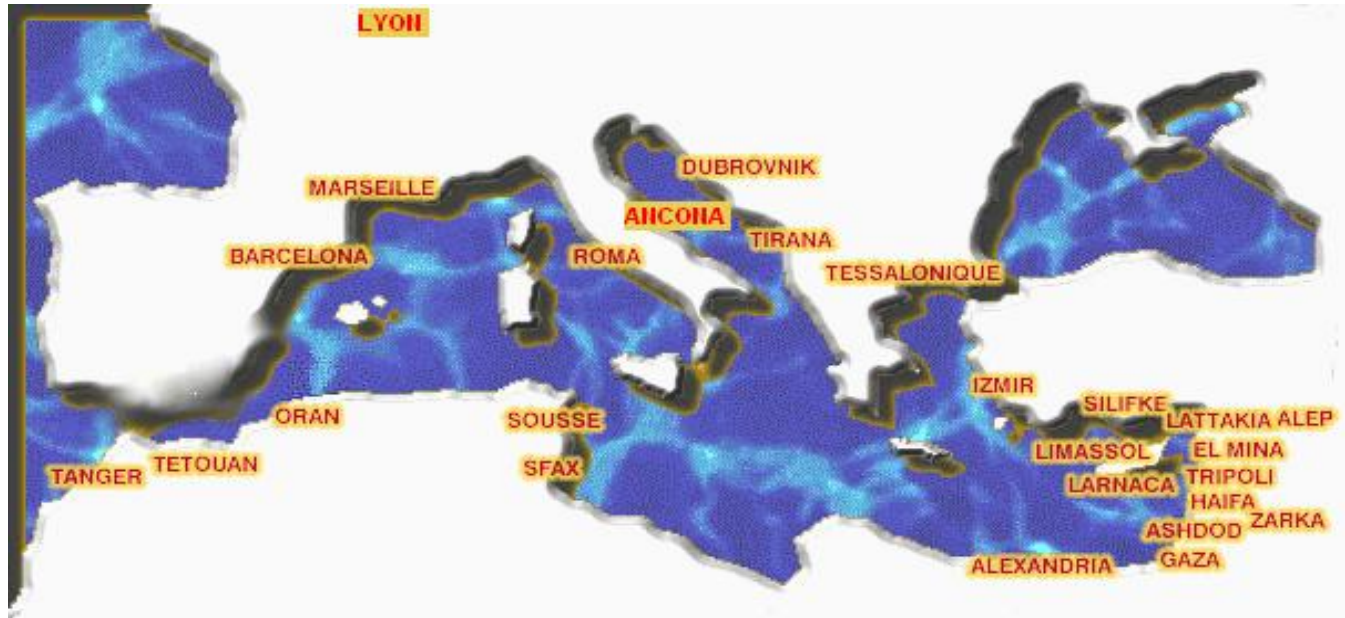 LYON
DUBROVNIK
MARSEILLE
ANCONA
TIRANA
BARCELONA
ROMA
TESSALONIQUE
IZMIR
SILIFKE
ORAN
SOUSSE
LATTAKIA
ALEP
LIMASSOL
EL MINA
TETOUAN
SFAX
TANGER
LARNACA
TRIPOLI
HAIFA
ZARKA
ASHDOD
ALEXANDRIA
GAZA